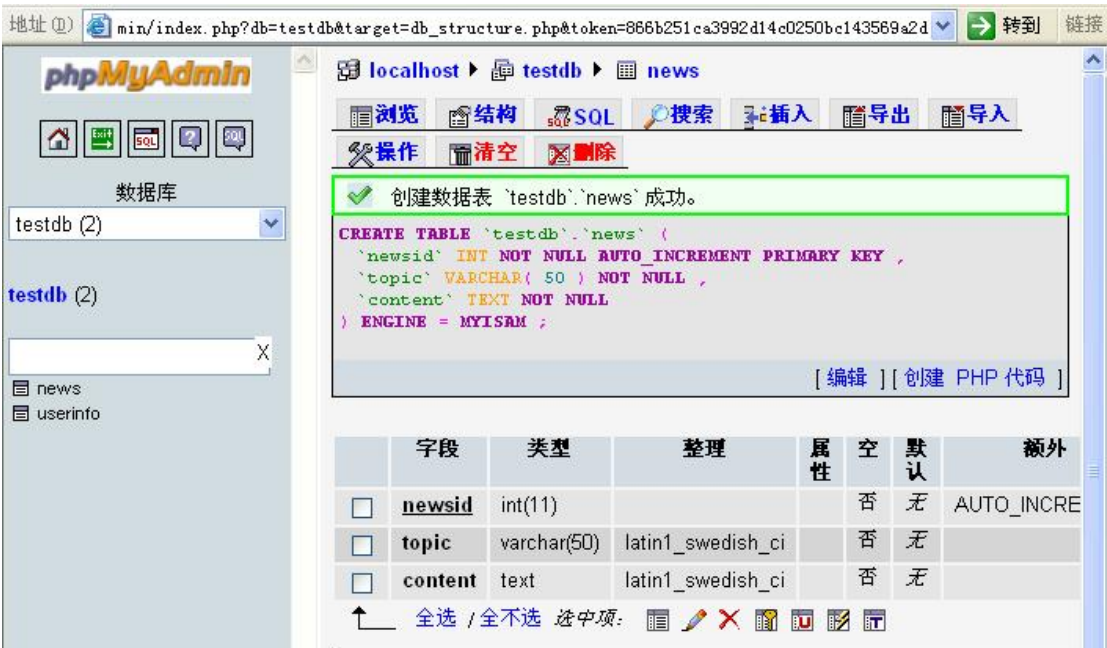 地址(D) min/index.php?db=testdb&target=db_structure.php&token=866b251ca3992d14c0250bc143569a2d 转到 链接
phpMyAdmin
Exit SQL ? SQL
数据库
testdb (2)
testdb (2)
X
news
userinfo
localhost ▶ testdb ▶ news
浏览 结构 SQL 搜索 插入 导出 导入
操作 清空 删除
创建数据表 `testdb`.`news` 成功。
CREATE TABLE `testdb`.`news` (
`newsid` INT NOT NULL AUTO_INCREMENT PRIMARY KEY ,
`topic` VARCHAR( 50 ) NOT NULL ,
`content` TEXT NOT NULL
) ENGINE = MYISAM ;
[ 编辑 ] [ 创建 PHP 代码 ]
字段 类型 整理 属性 空 默认 额外
newsid int(11) 否 无 AUTO_INCRE
topic varchar(50) latin1_swedish_ci 否 无
content text latin1_swedish_ci 否 无
全选 / 全不选 选中项: